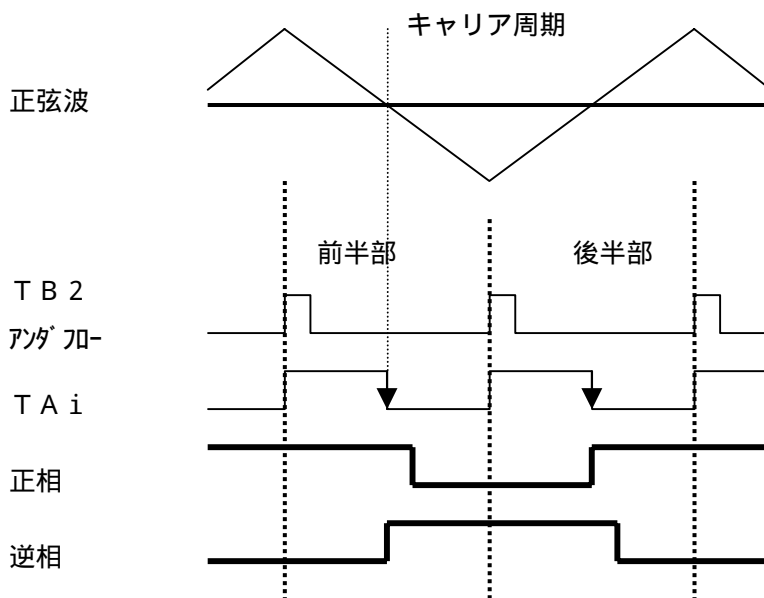 キャリア周期
正弦波
前半部
後半部
ＴＢ２
ｱﾝﾀﾞﾌﾛｰ
ＴＡi
正相
逆相